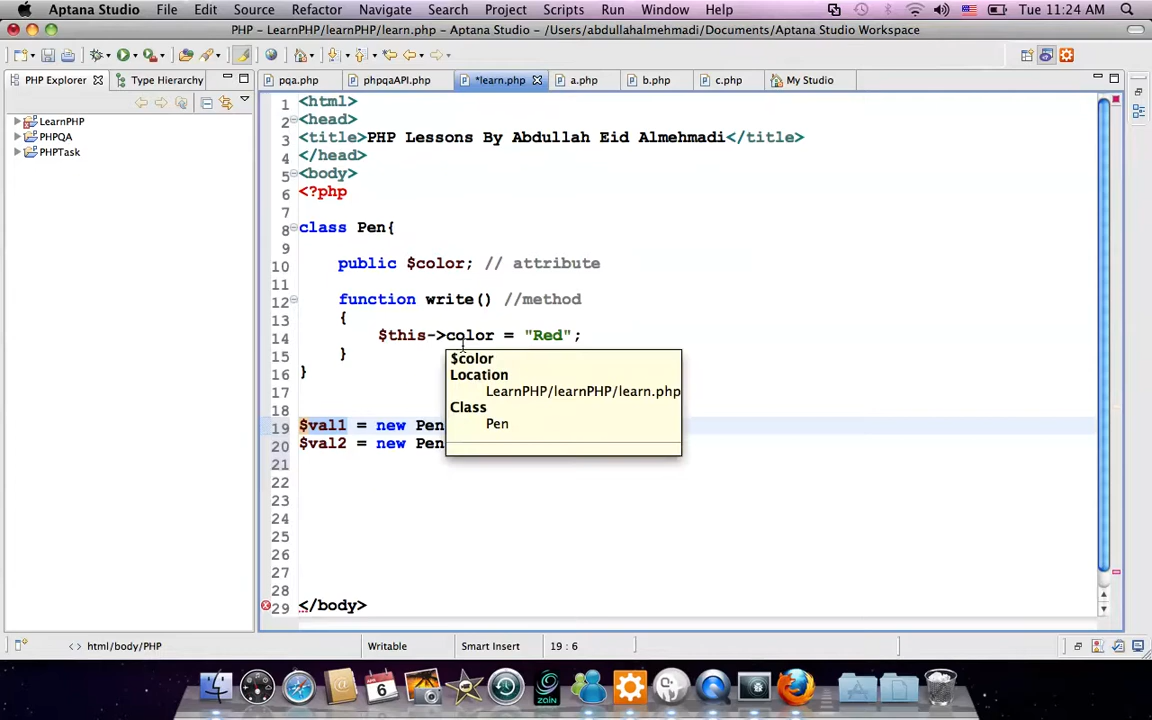 Aptana Studio File Edit Source Refactor Navigate Search Project Scripts Run Window Help Tue 11:24 AM
PHP - LearnPHP/learnPHP/learn.php - Aptana Studio - /Users/abdullahalmehmadi/Documents/Aptana Studio Workspace
PHP Explorer Type Hierarchy pqa.php phpqaAPI.php *learn.php a.php b.php c.php My Studio
LearnPHP
PHPQA
PHPTask
1 <html>
2 <head>
3 <title>PHP Lessons By Abdullah Eid Almehmadi</title>
4 </head>
5 <body>
6 <?php
7
8 class Pen{
9
10 public $color; // attribute
11
12 function write() //method
13 {
14 $this->color = "Red";
15 }
16 }
17
18
19 $val1 = new Pen
20 $val2 = new Pen
21
22
23
24
25
26
27
28
29 </body>
$color
Location
LearnPHP/learnPHP/learn.php
Class
Pen
<> html/body/PHP Writable Smart Insert 19 : 6
6
zain